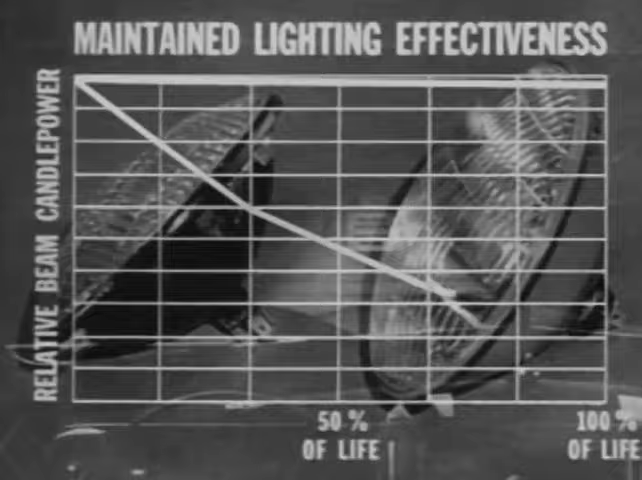 MAINTAINED LIGHTING EFFECTIVENESS
RELATIVE BEAM CANDLEPOWER
50%
OF LIFE
100%
OF LIFE